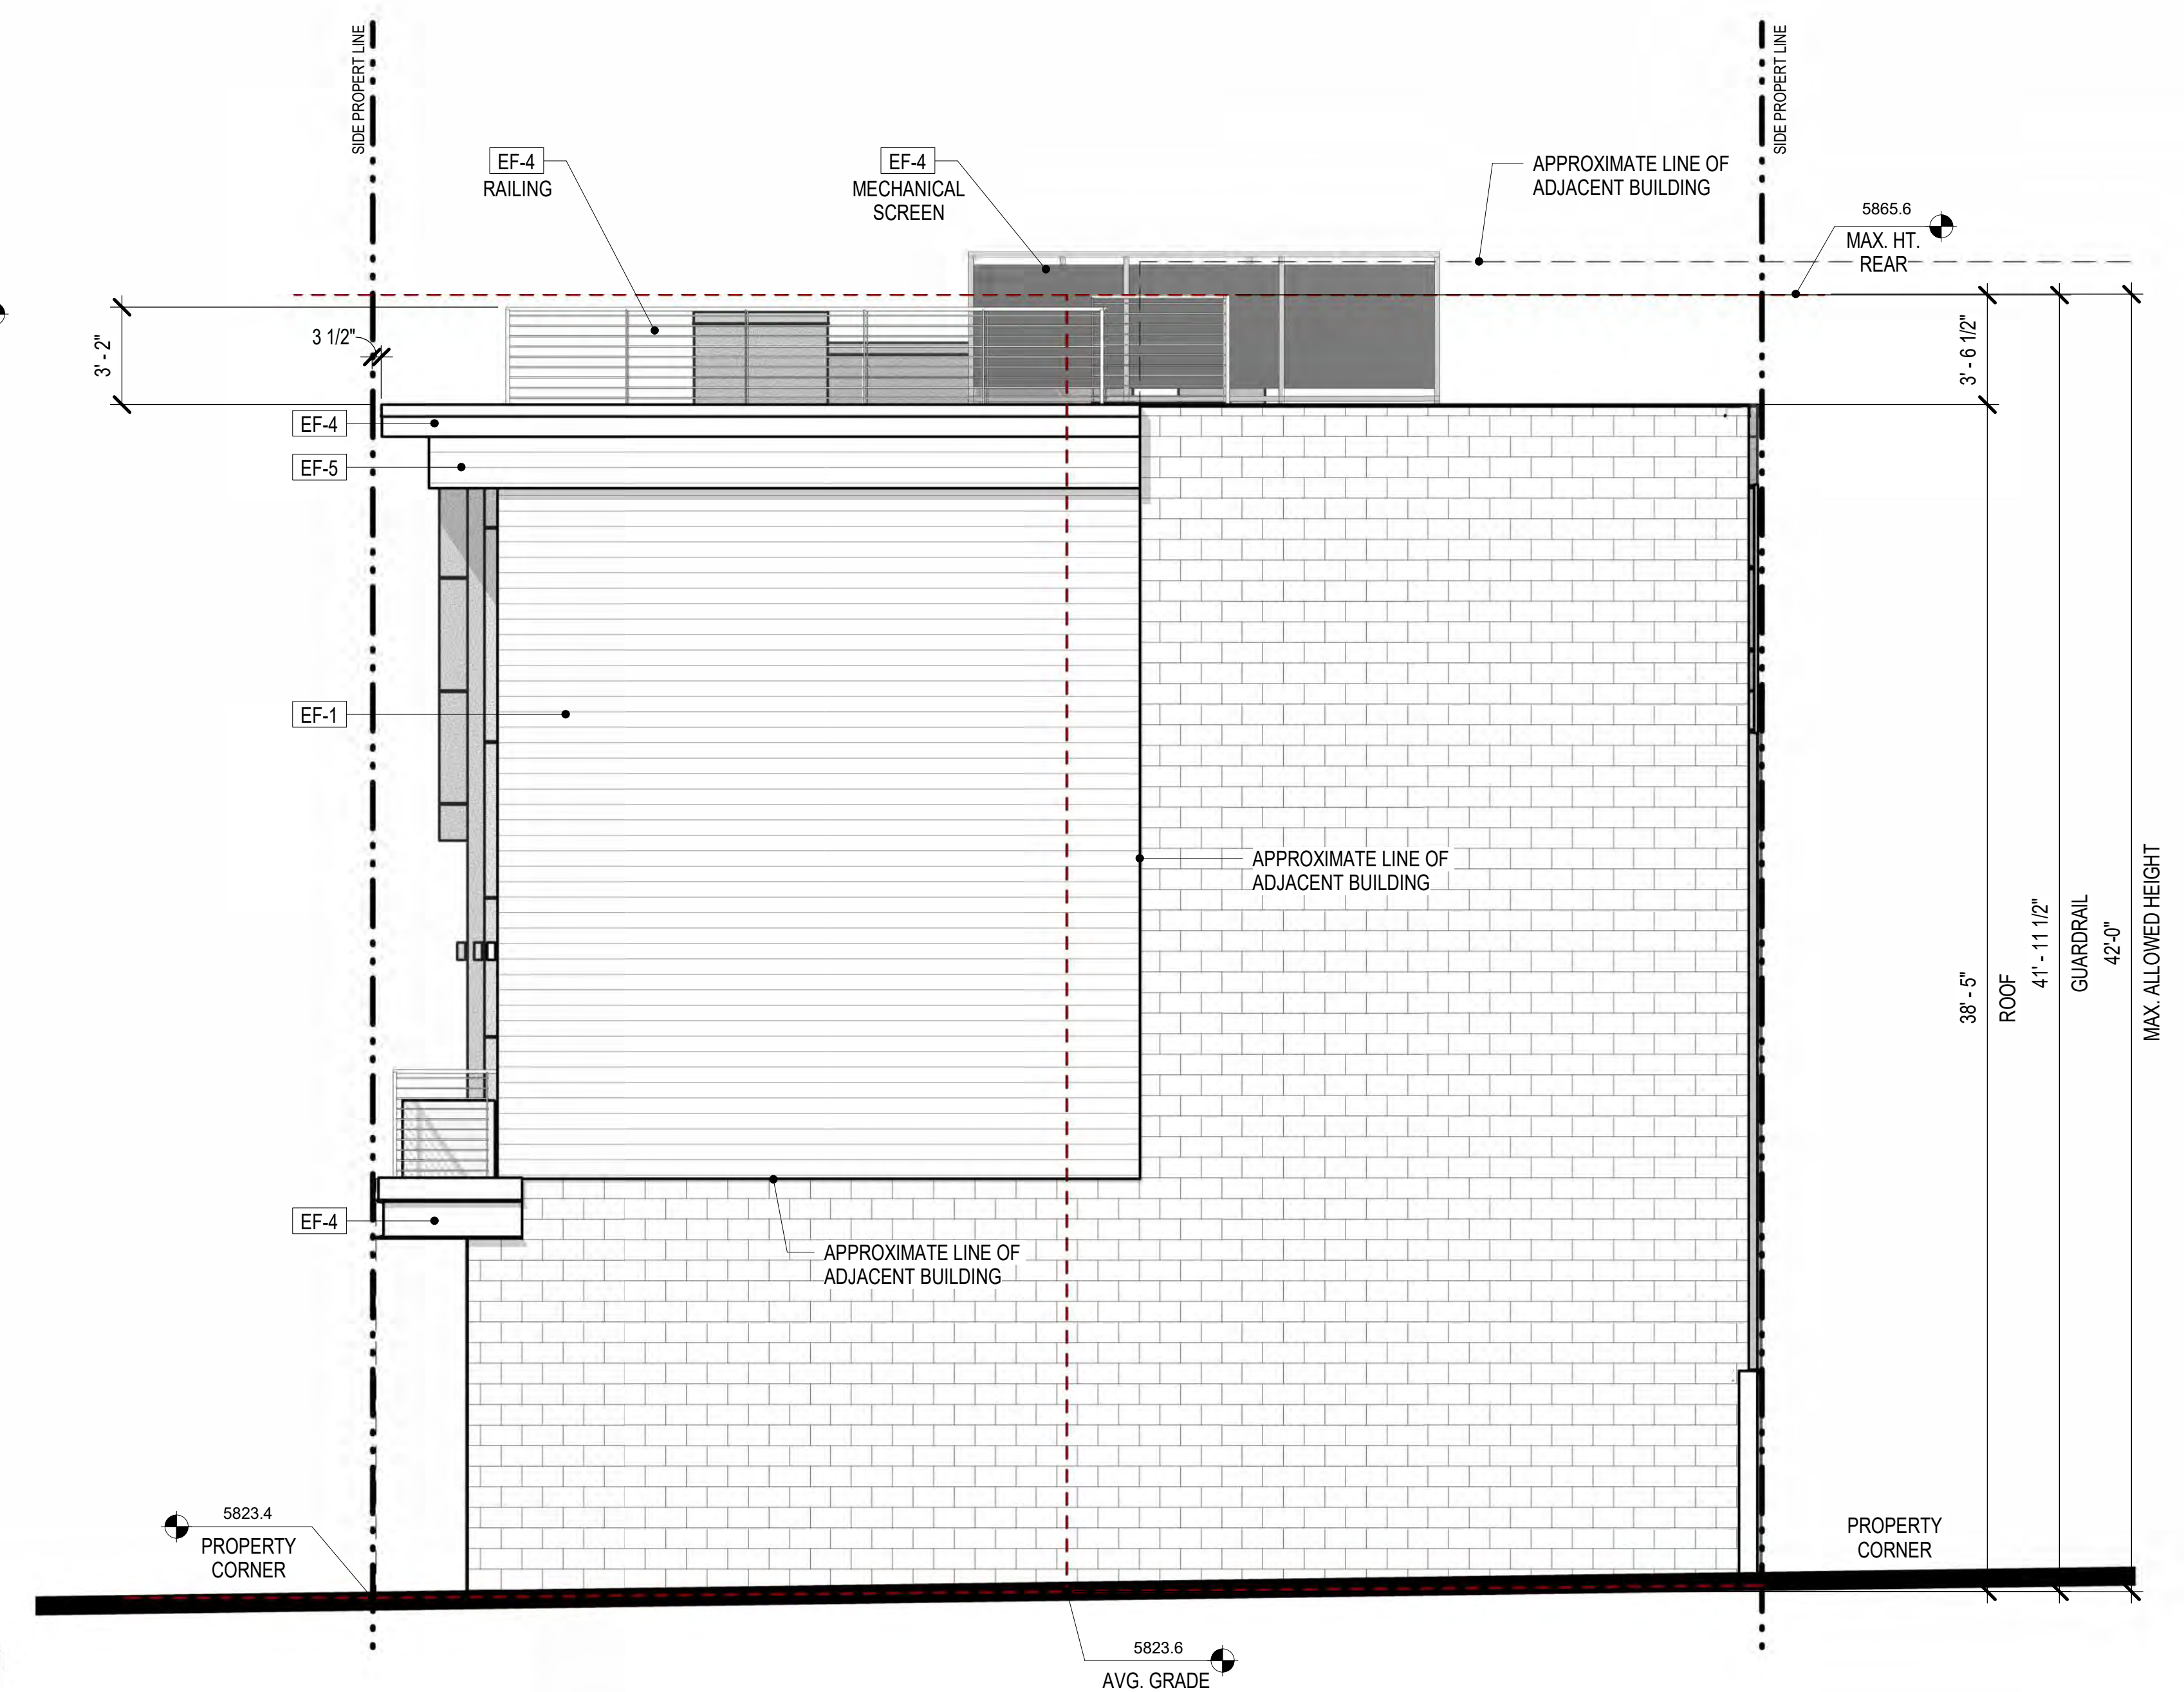 SIDE PROPERT LINE
SIDE PROPERT LINE
EF-4
RAILING
EF-4
MECHANICAL
SCREEN
APPROXIMATE LINE OF
ADJACENT BUILDING
5865.6
MAX. HT.
REAR
3' - 2"
3 1/2"
3' - 6 1/2"
EF-4
EF-5
EF-1
APPROXIMATE LINE OF
ADJACENT BUILDING
38' - 5"
ROOF
41' - 11 1/2"
GUARDRAIL
42'-0"
MAX. ALLOWED HEIGHT
EF-4
APPROXIMATE LINE OF
ADJACENT BUILDING
5823.4
PROPERTY
CORNER
PROPERTY
CORNER
5823.6
AVG. GRADE